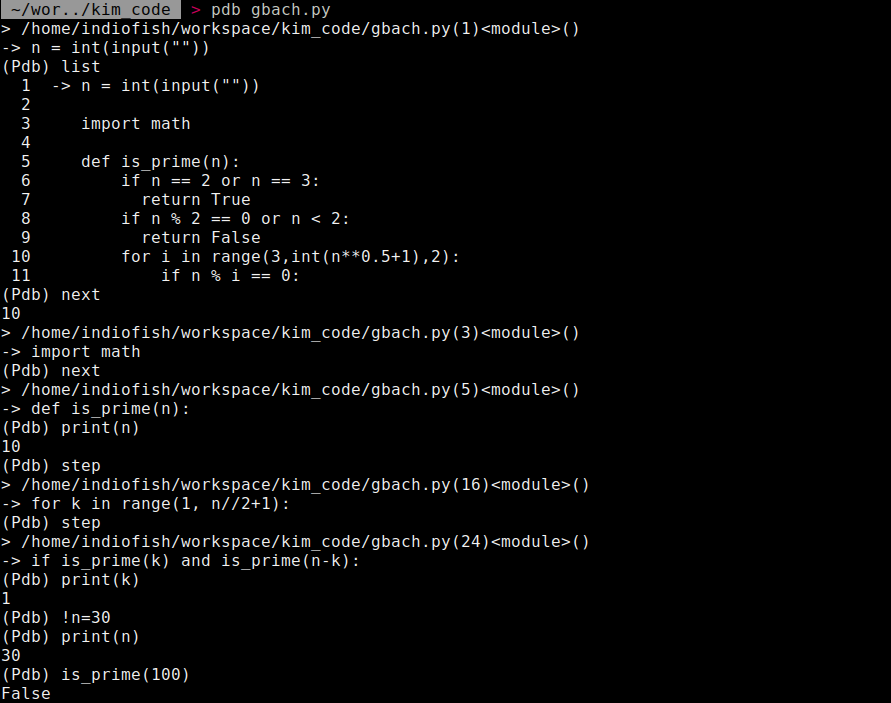 ~/wor../kim_code > pdb gbach.py
> /home/indiofish/workspace/kim_code/gbach.py(1)<module>()
-> n = int(input(""))
(Pdb) list
  1  -> n = int(input(""))
  2
  3     import math
  4
  5     def is_prime(n):
  6         if n == 2 or n == 3:
  7           return True
  8         if n % 2 == 0 or n < 2:
  9           return False
 10         for i in range(3,int(n**0.5+1),2):
 11             if n % i == 0:
(Pdb) next
10
> /home/indiofish/workspace/kim_code/gbach.py(3)<module>()
-> import math
(Pdb) next
> /home/indiofish/workspace/kim_code/gbach.py(5)<module>()
-> def is_prime(n):
(Pdb) print(n)
10
(Pdb) step
> /home/indiofish/workspace/kim_code/gbach.py(16)<module>()
-> for k in range(1, n//2+1):
(Pdb) step
> /home/indiofish/workspace/kim_code/gbach.py(24)<module>()
-> if is_prime(k) and is_prime(n-k):
(Pdb) print(k)
1
(Pdb) !n=30
(Pdb) print(n)
30
(Pdb) is_prime(100)
False